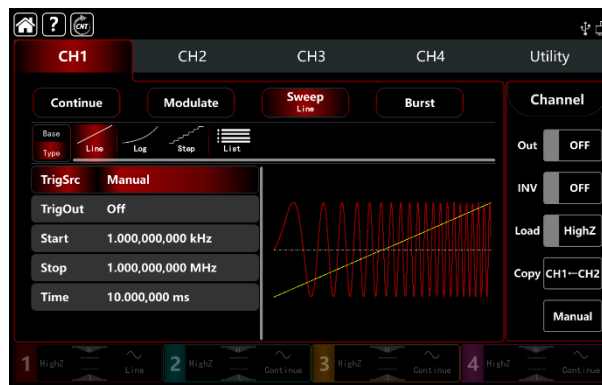 ? CNT
CH1 CH2 CH3 CH4 Utility
Continue Modulate Sweep Burst Channel
Line
Base
Type Line Log Step List
Out OFF
TrigSrc Manual
INV OFF
TrigOut Off
Load HighZ
Start 1.000,000,000 kHz
Stop 1.000,000,000 MHz
Copy CH1←CH2
Time 10.000,000 ms
Manual
1 HighZ Line 2 HighZ Continue 3 HighZ Continue 4 HighZ Continue